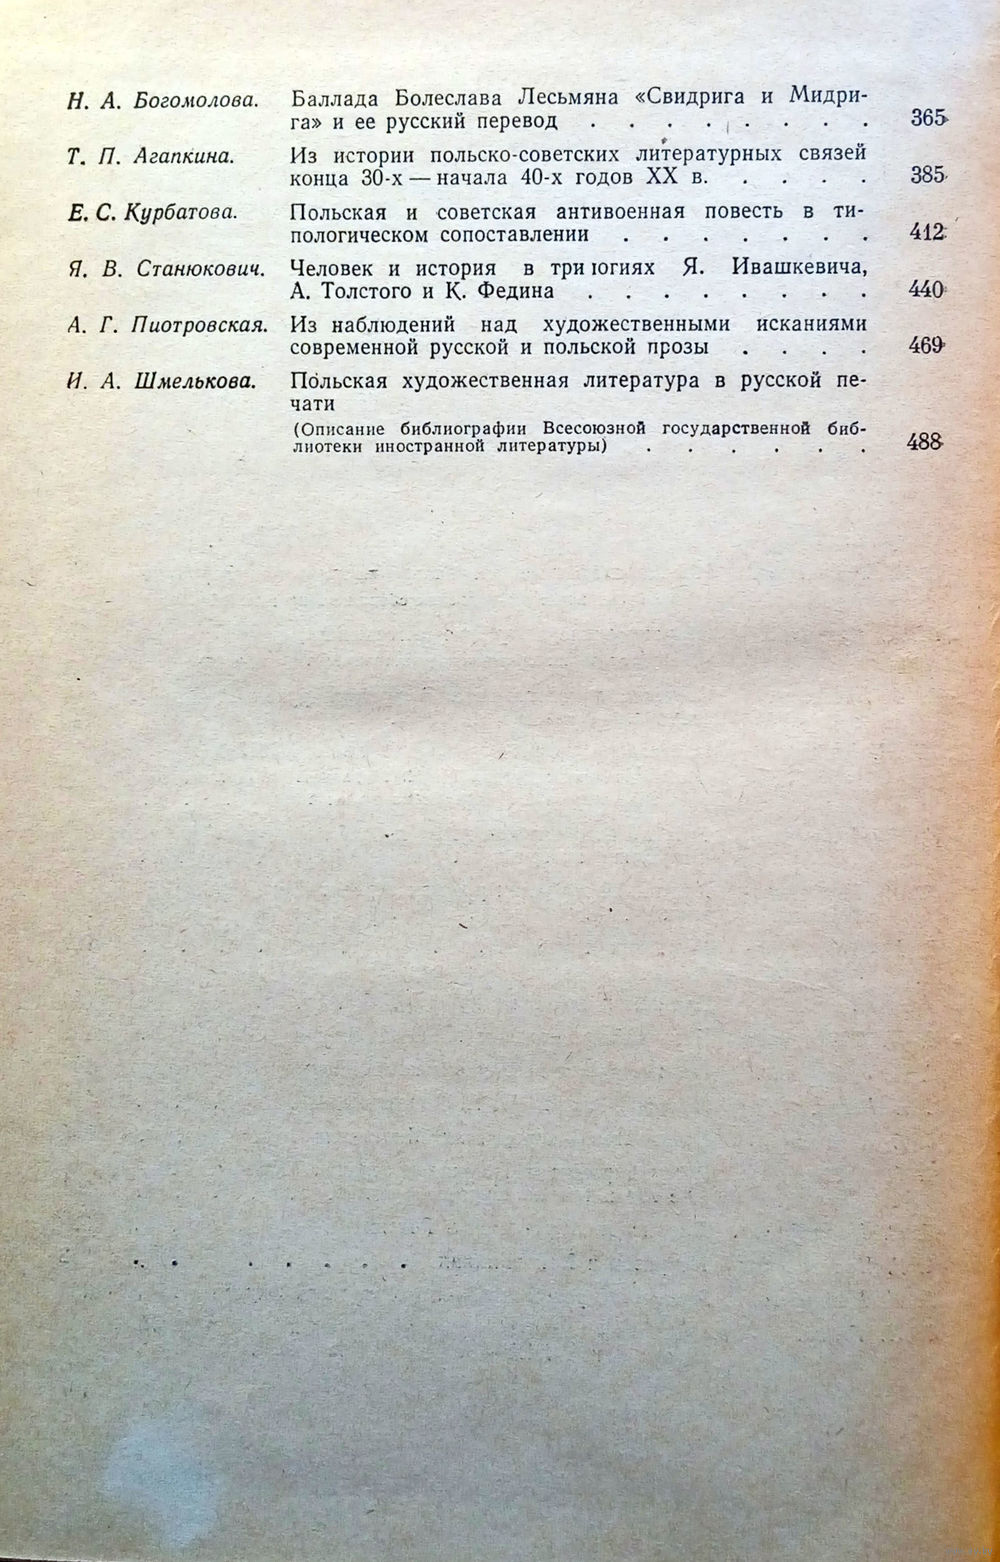 Н. А. Богомолова. Баллада Болеслава Лесьмяна «Свидрига и Мидри-
га» и ее русский перевод . . . . . . . . 365
Т. П. Агапкина. Из истории польско-советских литературных связей
конца 30-х — начала 40-х годов XX в. . . . . 385
Е. С. Курбатова. Польская и советская антивоенная повесть в ти-
пологическом сопоставлении . . . . . . . 412
Я. В. Станюкович. Человек и история в трилогиях Я. Ивашкевича,
А. Толстого и К. Федина . . . . . . . . 440
А. Г. Пиотровская. Из наблюдений над художественными исканиями
современной русской и польской прозы . . . . 469
И. А. Шмелькова. Польская художественная литература в русской пе-
чати
(Описание библиографии Всесоюзной государственной биб-
лиотеки иностранной литературы) . . . . . . 488